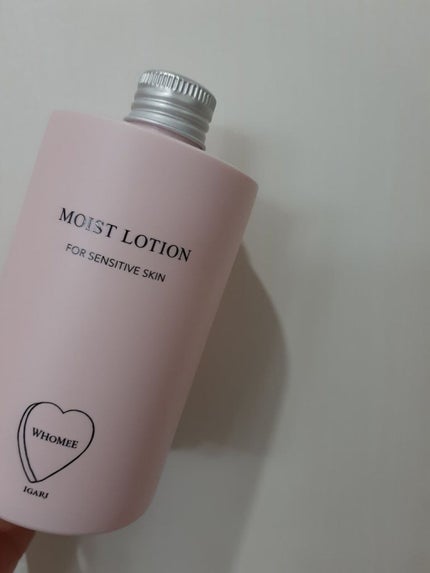 MOIST LOTION
FOR SENSITIVE SKIN
WHOMEE
IGARI